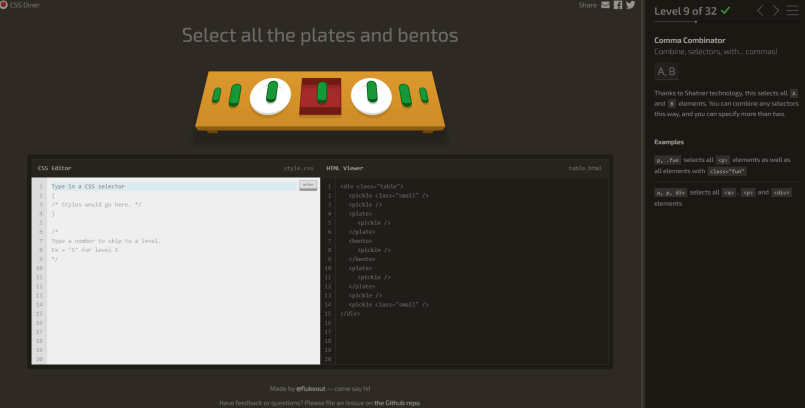 CSS Diner
Share
Level 9 of 32
Select all the plates and bentos
CSS Editor
style.css
1 Type in a CSS selector
enter
2 {
3 /* Styles would go here. */
4 }
5
6 /*
7 Type a number to skip to a level.
8 Ex → "5" for level 5
9 */
10
11
12
13
14
15
16
17
18
19
20
HTML Viewer
table.html
1 <div class="table">
2 <pickle class="small" />
3 <pickle />
4 <plate>
5 <pickle />
6 </plate>
7 <bento>
8 <pickle />
9 </bento>
10 <plate>
11 <pickle />
12 </plate>
13 <pickle />
14 <pickle class="small" />
15 </div>
16
17
18
19
20
Made by @flukeout — come say hi!
Have feedback or questions? Please file an issue on the Github repo.
Comma Combinator
Combine, selectors, with... commas!
A, B
Thanks to Shatner technology, this selects all A
and B elements. You can combine any selectors
this way, and you can specify more than two.
Examples
p, .fun selects all <p> elements as well as
all elements with class="fun"
a, p, div selects all <a>, <p> and <div>
elements